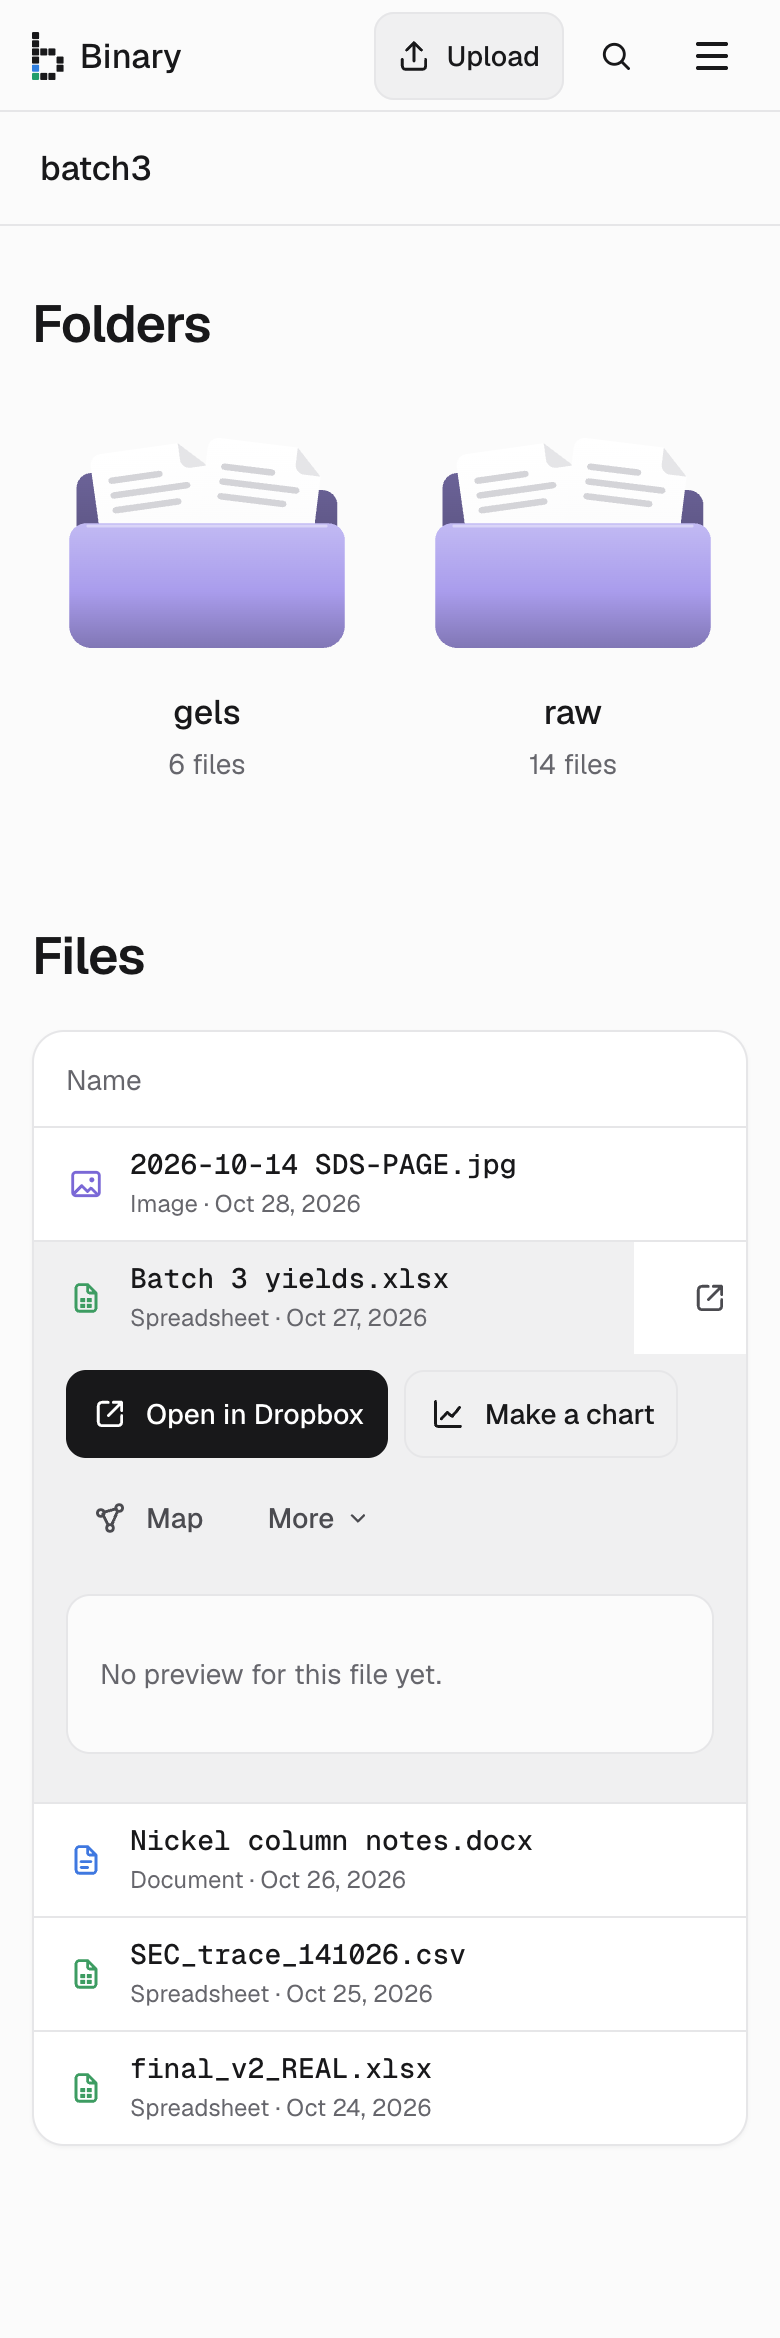 Binary
Upload
batch3
Folders
gels
6 files
raw
14 files
Files
Name
2026-10-14 SDS-PAGE.jpg
Image · Oct 28, 2026
Batch 3 yields.xlsx
Spreadsheet · Oct 27, 2026
Open in Dropbox
Make a chart
Map
More
No preview for this file yet.
Nickel column notes.docx
Document · Oct 26, 2026
SEC_trace_141026.csv
Spreadsheet · Oct 25, 2026
final_v2_REAL.xlsx
Spreadsheet · Oct 24, 2026